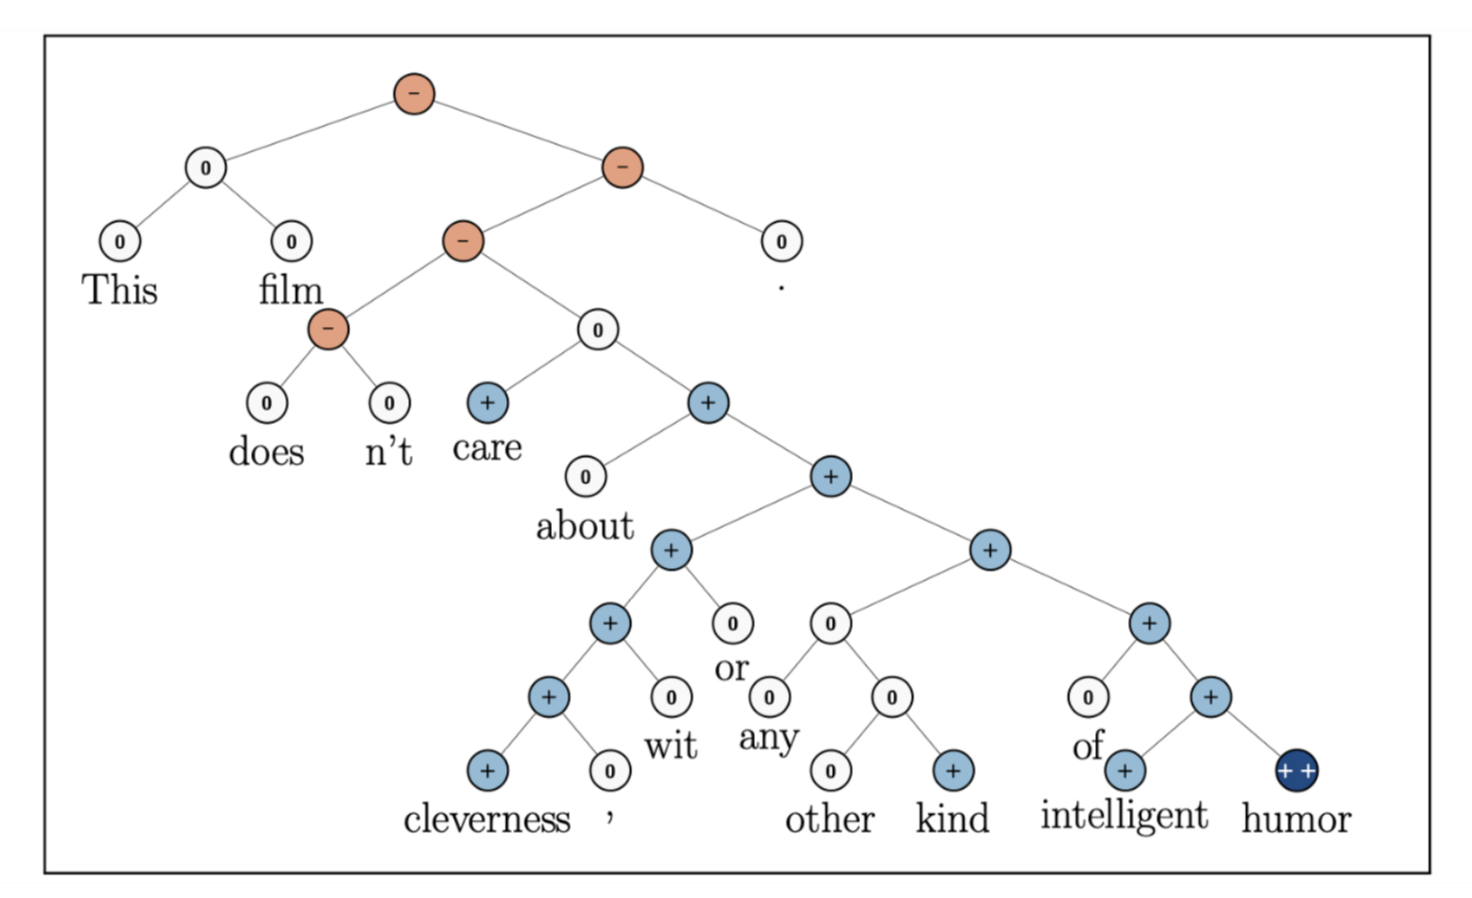 −
0 −
0 0 − 0
This film .
− 0
0 0 + +
does n't care
0 +
about
+ +
+ 0 0 +
or
+ 0 0 0 0 +
wit any of
+ 0 0 + + + +
cleverness , other kind intelligent humor